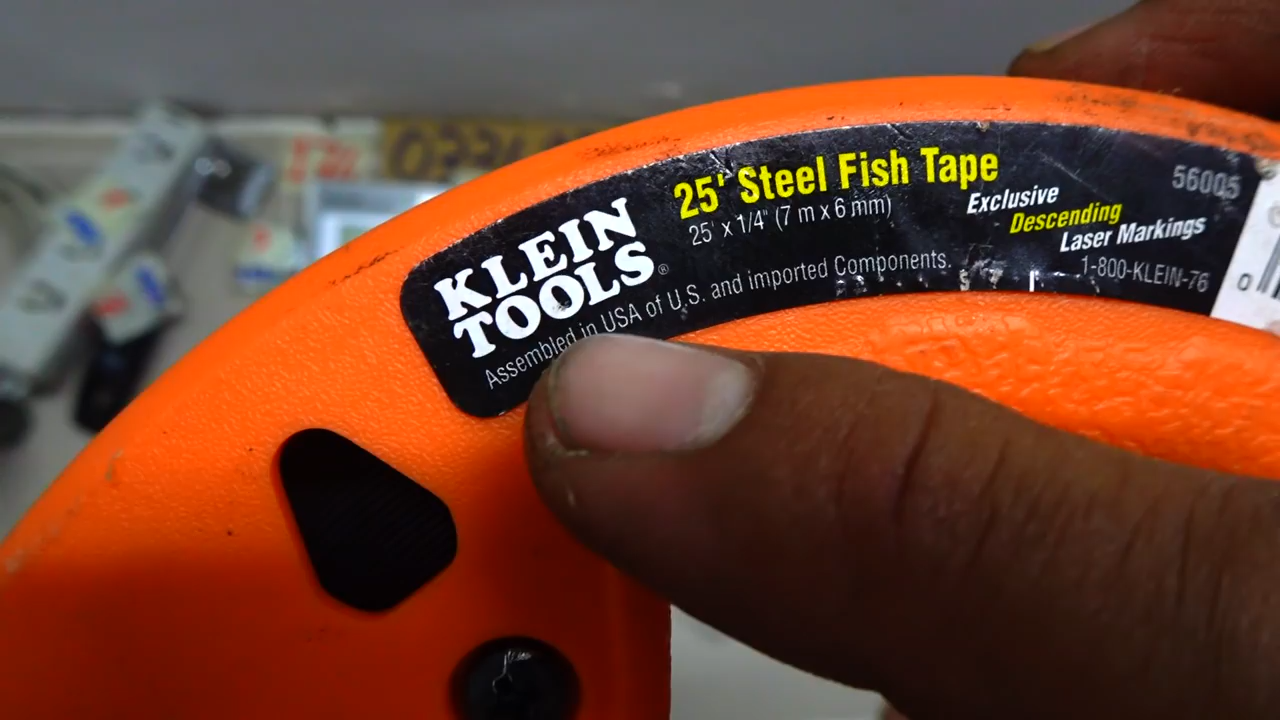 KLEIN
TOOLS®
25' Steel Fish Tape
25' x 1/4" (7 m x 6 mm)
Assembled in USA of U.S. and imported Components.
Exclusive
Descending
Laser Markings
56005
1-800-KLEIN-76
0